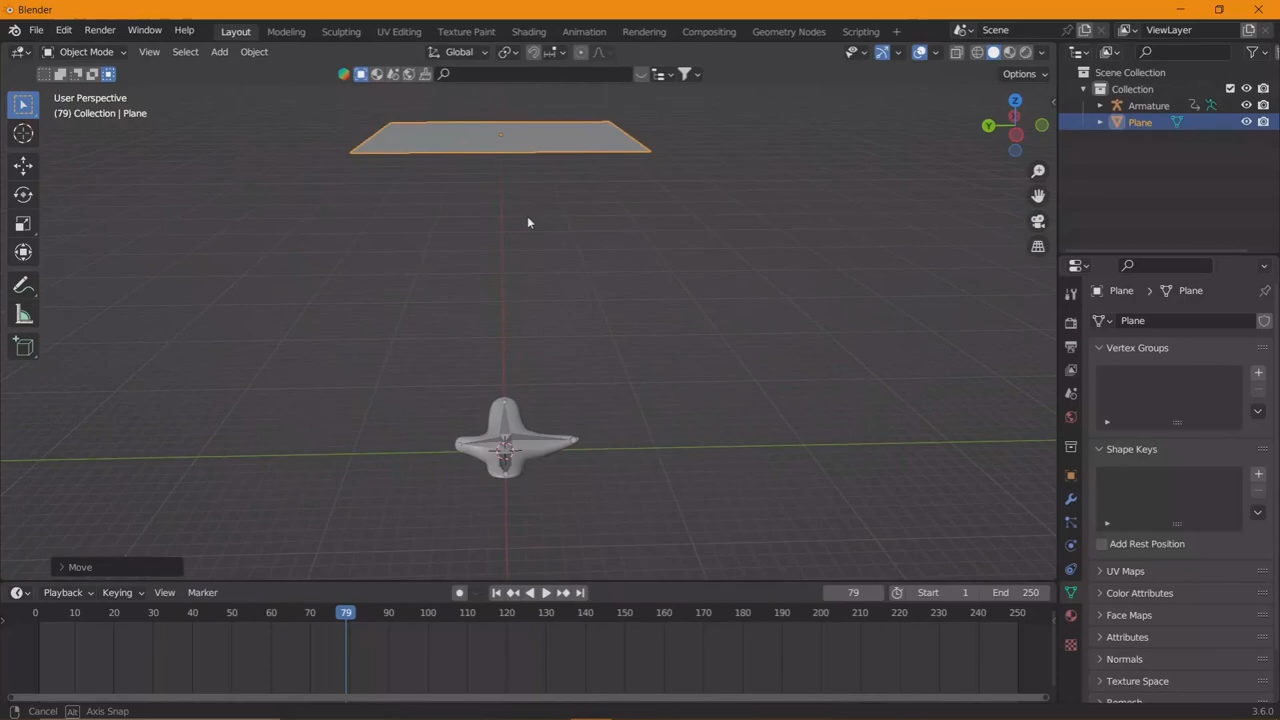 Blender
File Edit Render Window Help
Layout Modeling Sculpting UV Editing Texture Paint Shading Animation Rendering Compositing Geometry Nodes Scripting +
Scene
ViewLayer
Object Mode View Select Add Object
Global
Options
User Perspective
(79) Collection | Plane
Z
Y
Scene Collection
Collection
Armature
Plane
Plane > Plane
Plane
Vertex Groups
Shape Keys
Add Rest Position
UV Maps
Color Attributes
Face Maps
Attributes
Normals
Texture Space
Remesh
Move
Playback Keying View Marker
79 Start 1 End 250
0 10 20 30 40 50 60 70 79 90 100 110 120 130 140 150 160 170 180 190 200 210 220 230 240 250
Cancel Alt Axis Snap
3.6.0